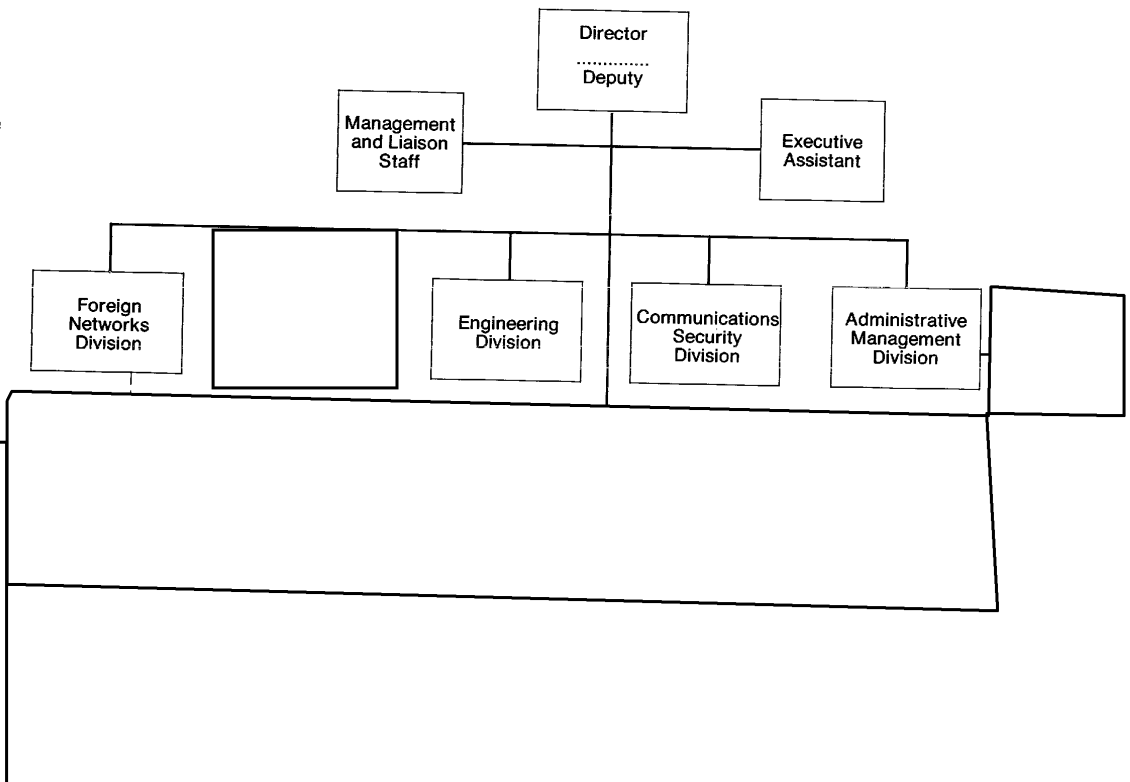 Director
..............
Deputy
Management
and Liaison
Staff
Executive
Assistant
Foreign
Networks
Division
Engineering
Division
Communications
Security
Division
Administrative
Management
Division